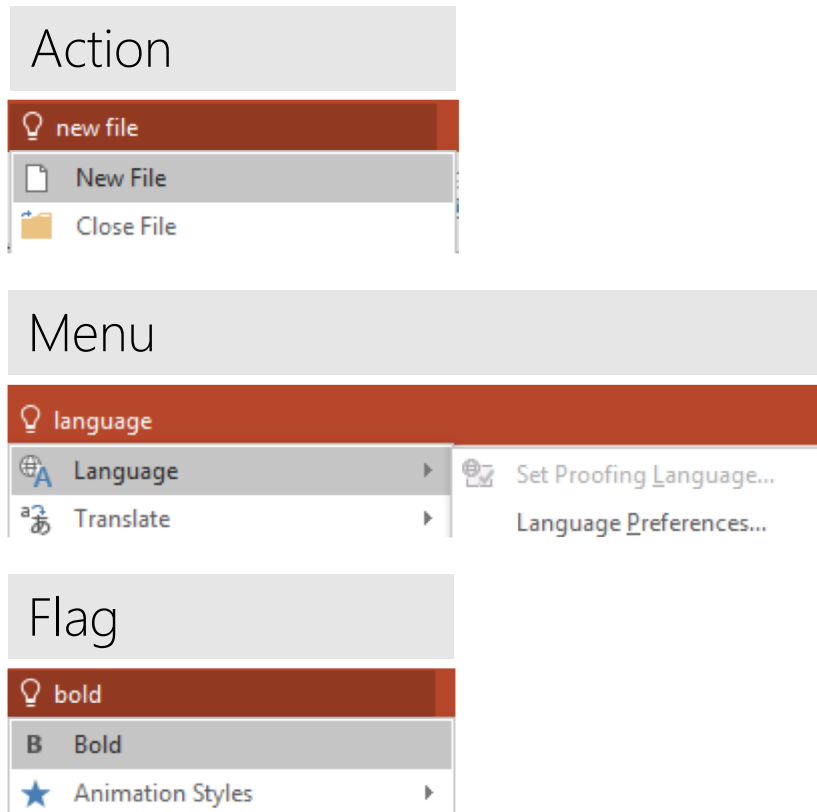 Action
new file
New File
Close File
Menu
language
Language
Set Proofing Language...
Translate
Language Preferences...
Flag
bold
B Bold
Animation Styles